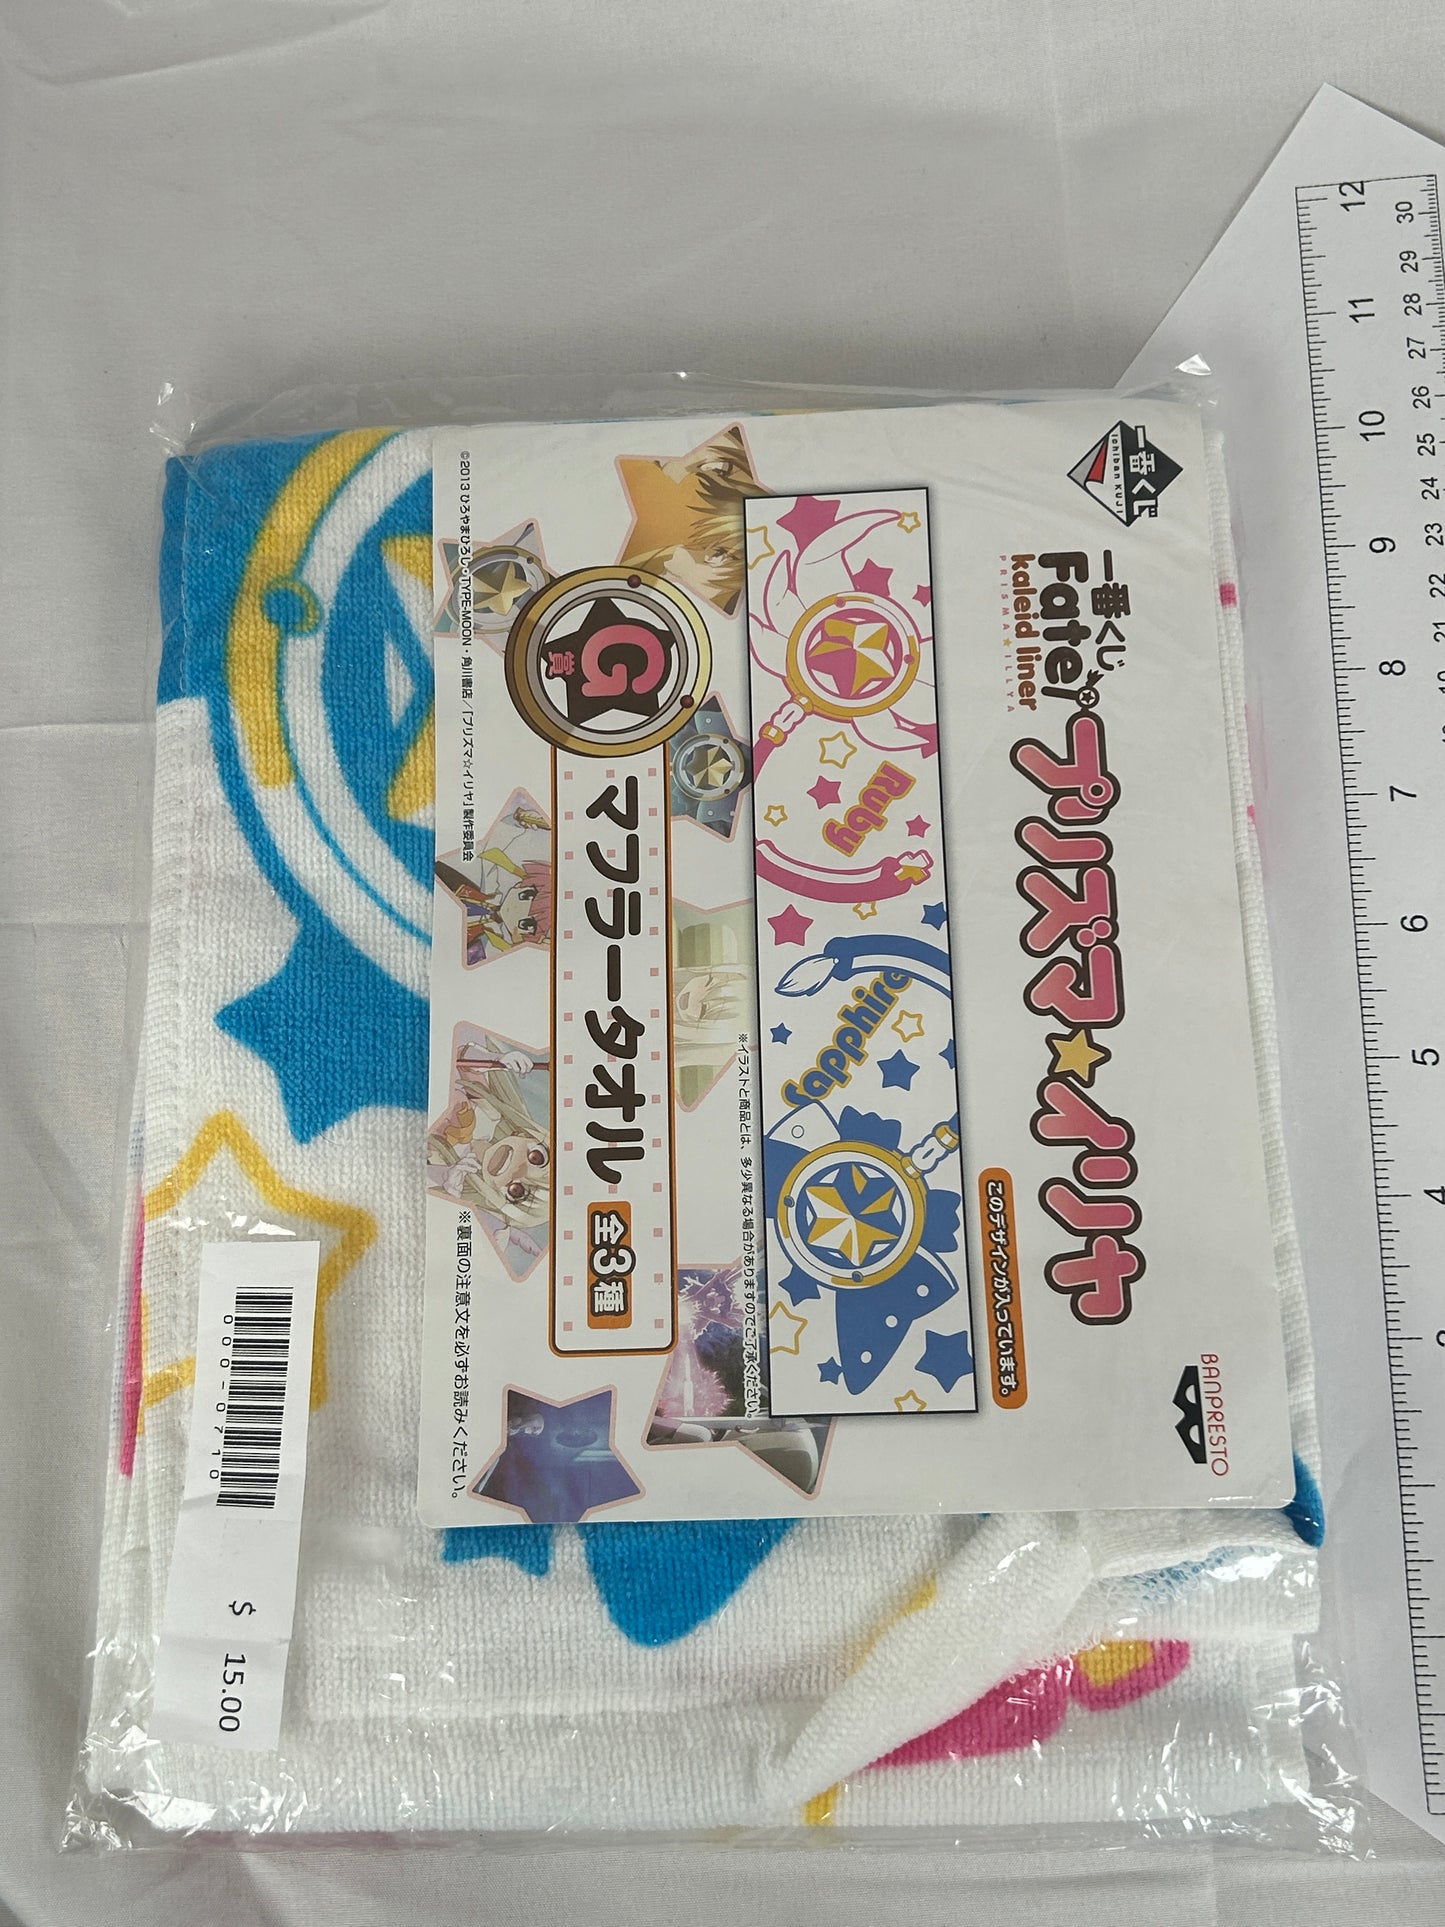 一番くじ
Ichiban KUJI
一番くじ
Fate/
kaleid liner
PRISMA☆ILLYA
プリズマ☆イリヤ
このデザインが入っています。
BANPRESTO
Ruby
Sapphire
※イラストと商品とは、多少異なる場合がありますのでご了承ください。
G
賞
マフラータオル 全3種
※裏面の注意文を必ずお読みください。
©2013 ひろやまひろし・TYPE-MOON・角川書店/「プリズマ☆イリヤ」製作委員会
000-0710
$ 15.00
12
11
10
9
8
7
6
5
4
30
29
28
27
26
25
24
23
22
21